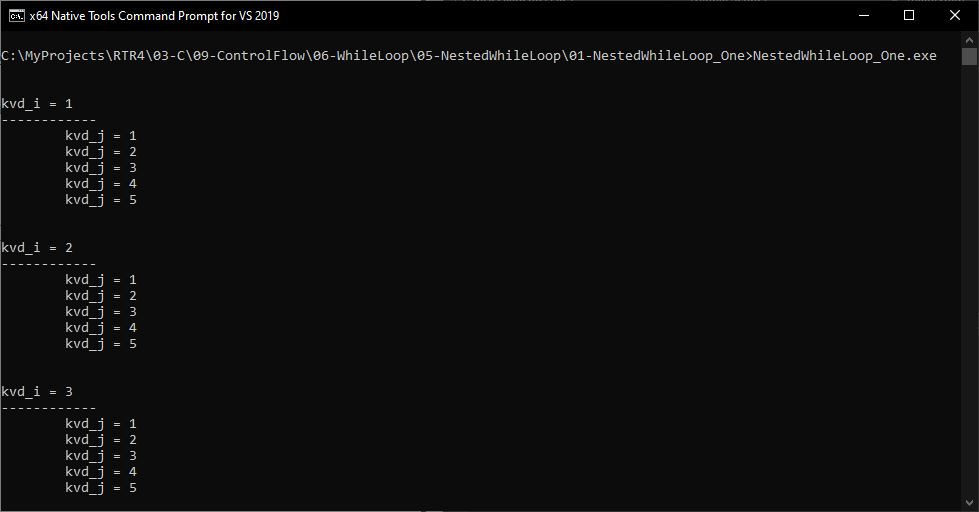 x64 Native Tools Command Prompt for VS 2019
C:\MyProjects\RTR4\03-C\09-ControlFlow\06-WhileLoop\05-NestedWhileLoop\01-NestedWhileLoop_One>NestedWhileLoop_One.exe
kvd_i = 1
------------
kvd_j = 1
kvd_j = 2
kvd_j = 3
kvd_j = 4
kvd_j = 5
kvd_i = 2
------------
kvd_j = 1
kvd_j = 2
kvd_j = 3
kvd_j = 4
kvd_j = 5
kvd_i = 3
------------
kvd_j = 1
kvd_j = 2
kvd_j = 3
kvd_j = 4
kvd_j = 5